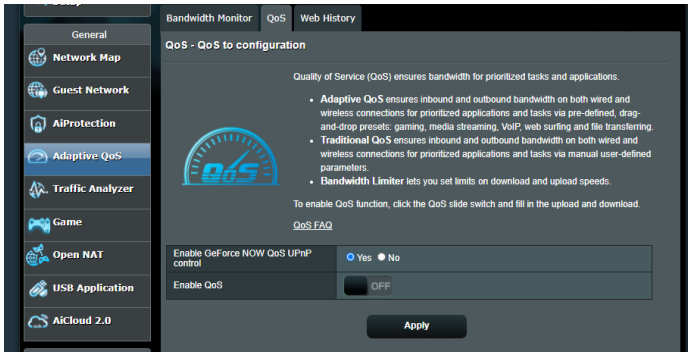 Bandwidth Monitor QoS Web History
General
QoS - QoS to configuration
Network Map
Quality of Service (QoS) ensures bandwidth for prioritized tasks and applications.
Guest Network
Adaptive QoS ensures inbound and outbound bandwidth on both wired and
wireless connections for prioritized applications and tasks via pre-defined, drag-
and-drop presets: gaming, media streaming, VoIP, web surfing and file transferring.
AiProtection
Traditional QoS ensures inbound and outbound bandwidth on both wired and
wireless connections for prioritized applications and tasks via manual user-defined
parameters.
Adaptive QoS
QoS
Bandwidth Limiter lets you set limits on download and upload speeds.
Traffic Analyzer
To enable QoS function, click the QoS slide switch and fill in the upload and download.
Game
QoS FAQ
Open NAT
Enable GeForce NOW QoS UPnP
control
Yes No
USB Application
Enable QoS
OFF
AiCloud 2.0
Apply